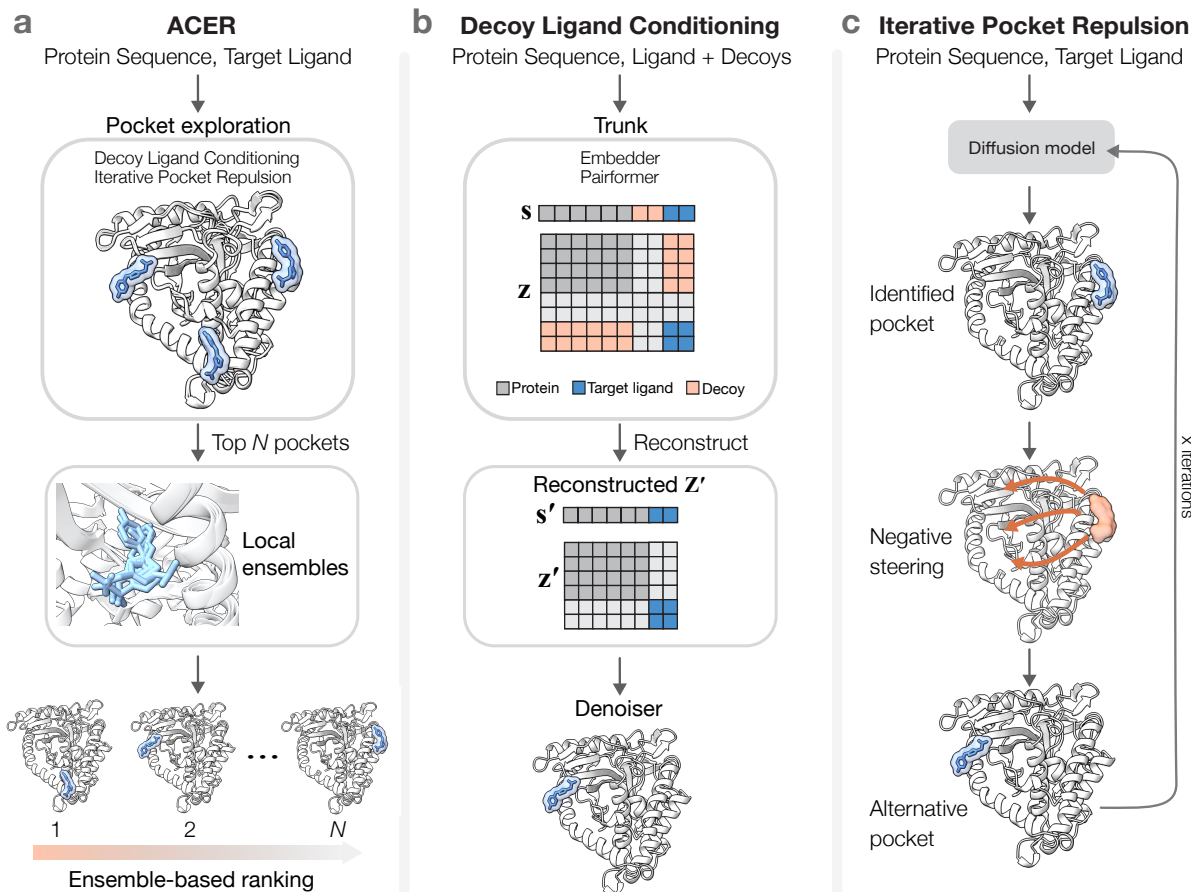 a
ACER
Protein Sequence, Target Ligand
Pocket exploration
Decoy Ligand Conditioning
Iterative Pocket Repulsion
Top N pockets
Local
ensembles
1
2
...
N
Ensemble-based ranking
b
Decoy Ligand Conditioning
Protein Sequence, Ligand + Decoys
Trunk
Embedder
Pairformer
s
z
Protein
Target ligand
Decoy
Reconstruct
Reconstructed Z′
s′
z′
Denoiser
c
Iterative Pocket Repulsion
Protein Sequence, Target Ligand
Diffusion model
Identified
pocket
Negative
steering
Alternative
pocket
x iterations